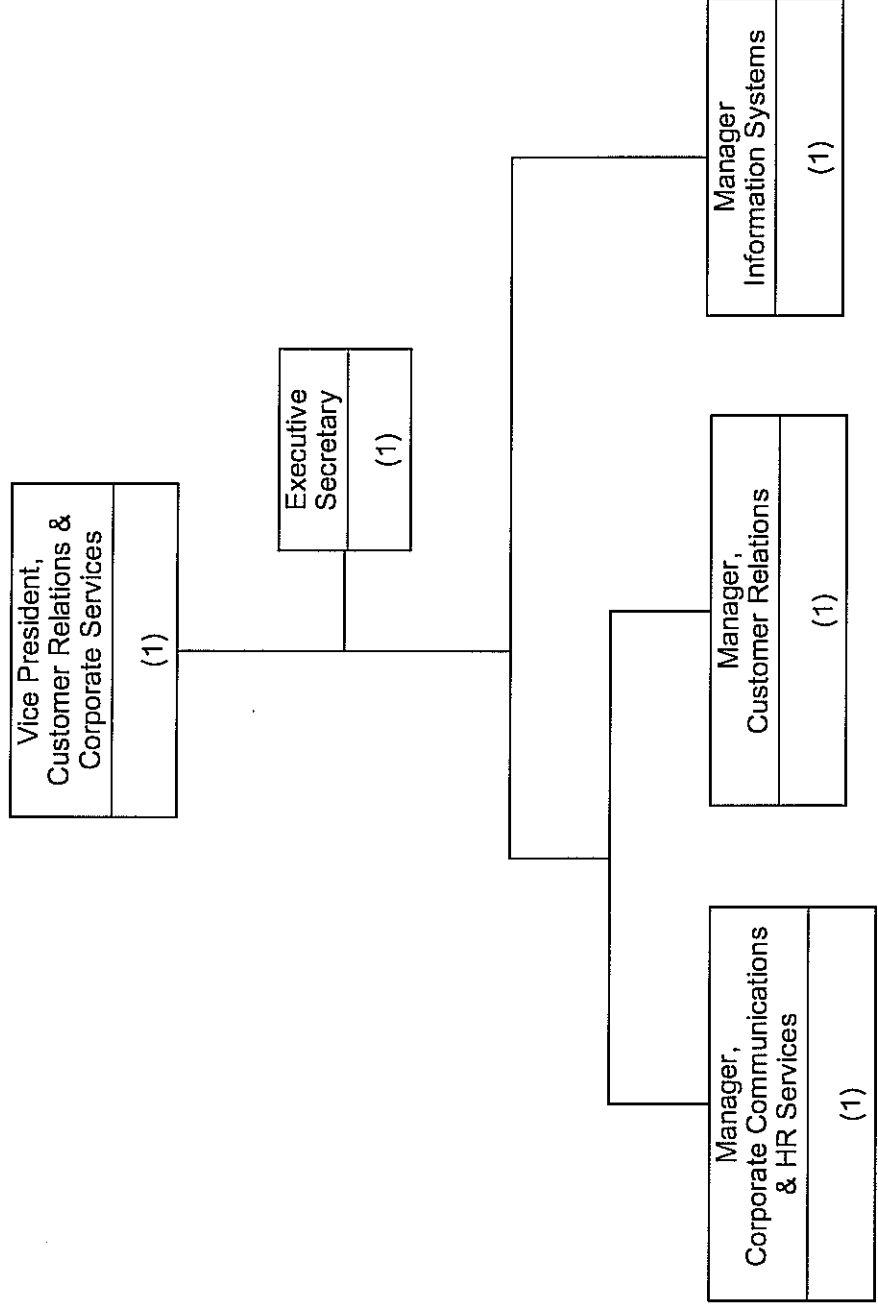 Vice President,
Customer Relations &
Corporate Services
(1)
Executive
Secretary
(1)
Manager,
Corporate Communications
& HR Services
(1)
Manager,
Customer Relations
(1)
Manager
Information Systems
(1)